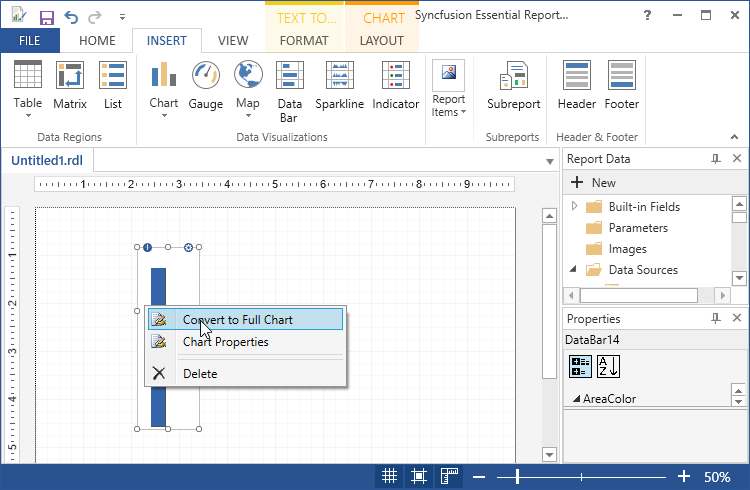 TEXT TO... CHART Syncfusion Essential Report... ?
FILE HOME INSERT VIEW FORMAT LAYOUT
Table Matrix List Chart Gauge Map Data Bar Sparkline Indicator Report Items Subreport Header Footer
Data Regions Data Visualizations Subreports Header & Footer
Untitled1.rdl
1 2 3 4 5 6 7 8 9
1
2
3
4
5
Convert to Full Chart
Chart Properties
Delete
Report Data
New
Built-in Fields
Parameters
Images
Data Sources
Properties
DataBar14
A
Z
AreaColor
50%